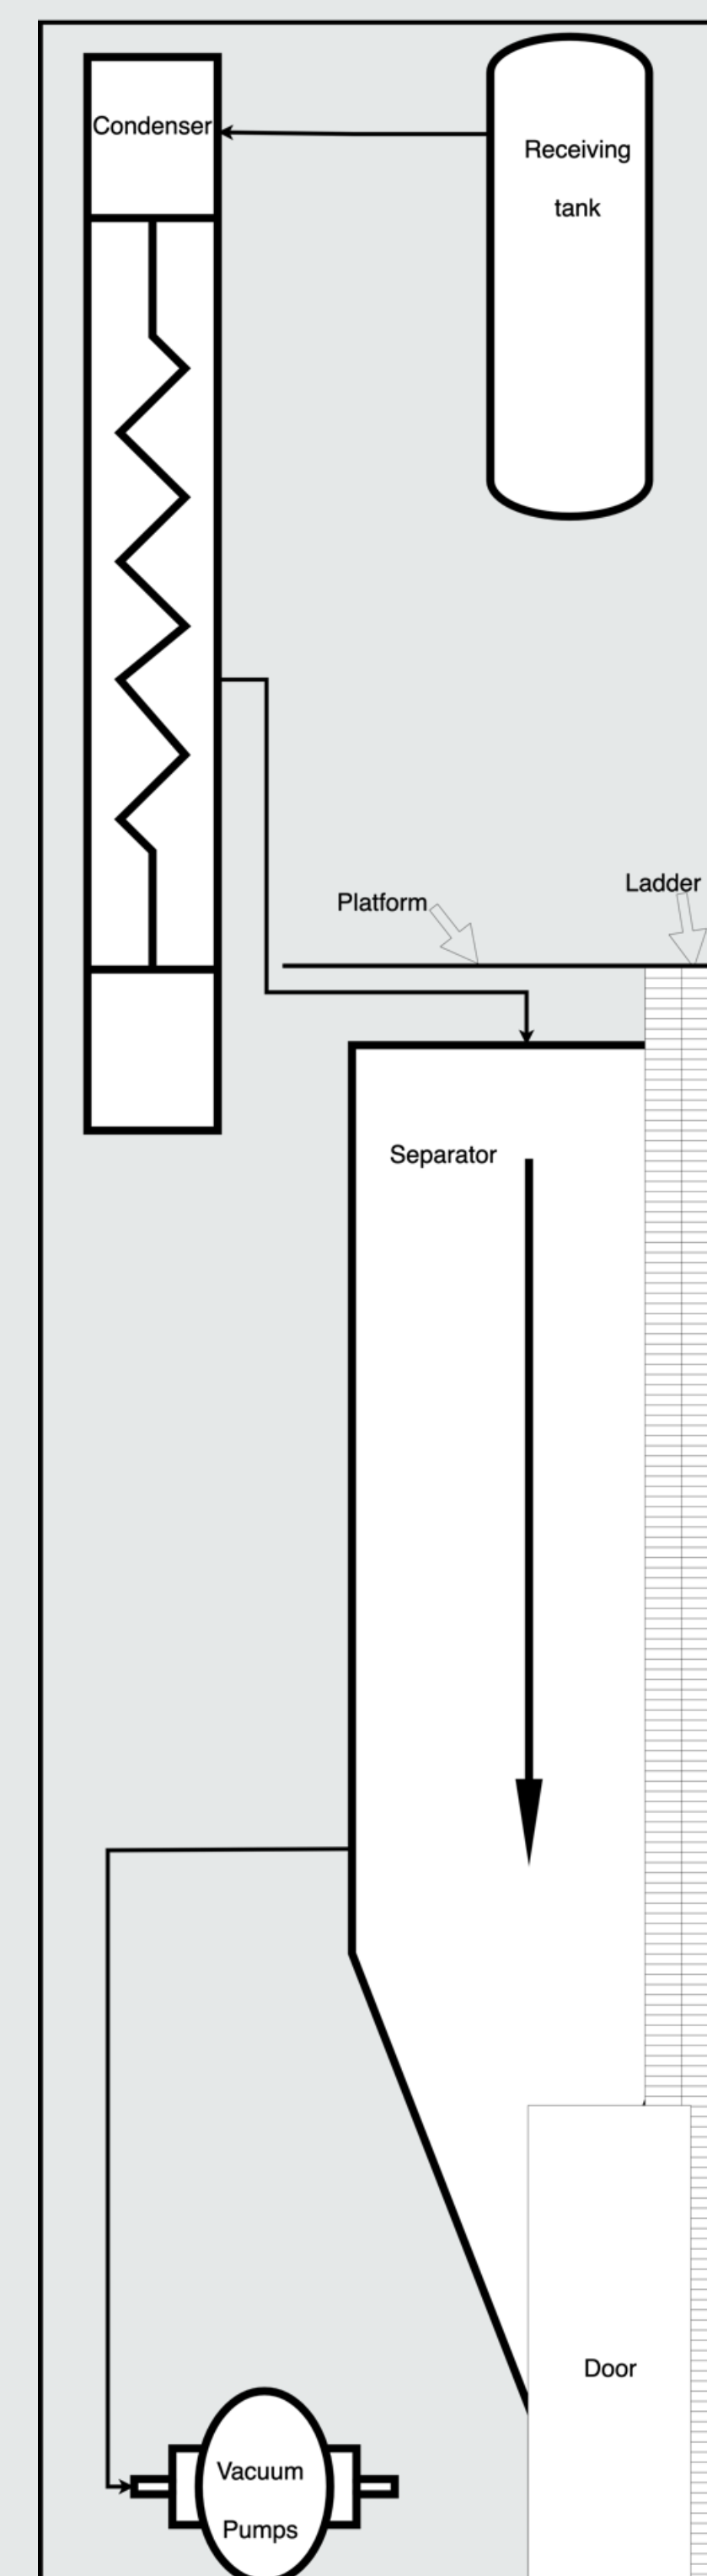 Condenser
Receiving
tank
Platform
Ladder
Separator
Door
Vacuum
Pumps